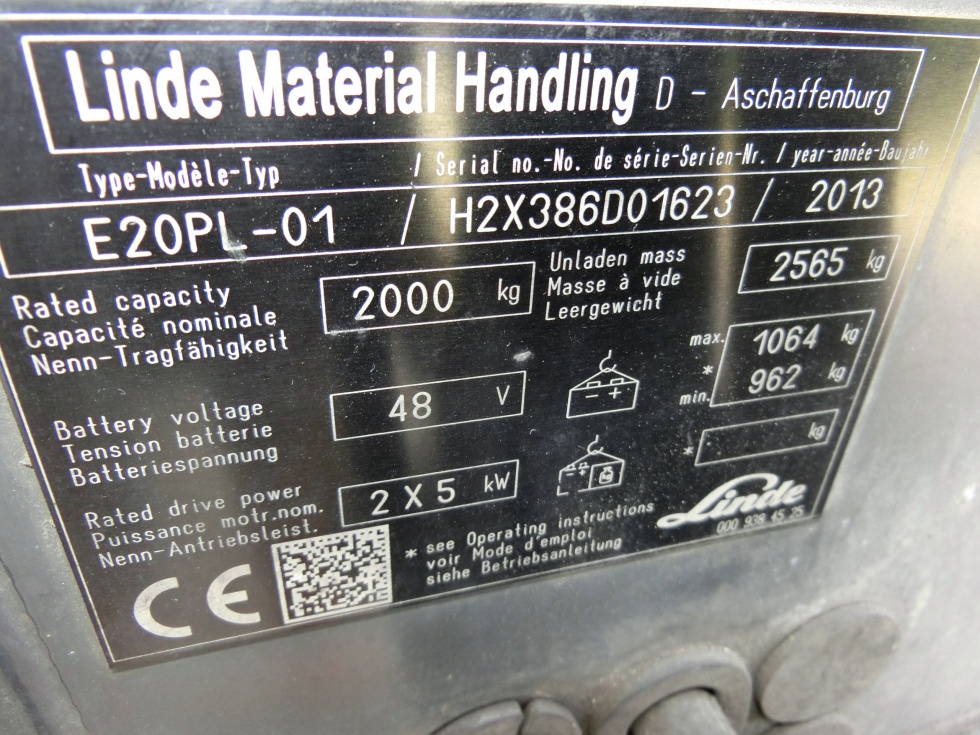 Linde Material Handling D - Aschaffenburg
Type-Modèle-Typ / Serial no.-No. de série-Serien-Nr. / year-année-Baujahr
E20PL-01 / H2X386D01623 / 2013
Rated capacity
Capacité nominale
Nenn-Tragfähigkeit
2000 kg
Unladen mass
Masse à vide
Leergewicht
2565 kg
Battery voltage
Tension batterie
Batteriespannung
48 V
- +
max. 1064 kg
*
min. 962 kg
Rated drive power
Puissance motr.nom.
Nenn-Antriebsleist.
2 X 5 kW
- +
kg
* kg
CE
* see Operating instructions
voir Mode d'emploi
siehe Betriebsanleitung
Linde
000 938 45 25